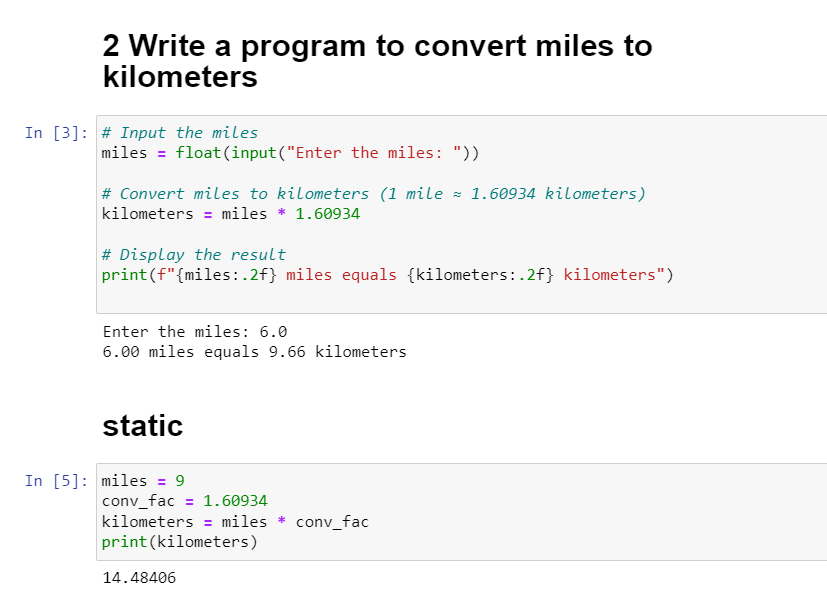 2 Write a program to convert miles to
kilometers
In [3]: # Input the miles
miles = float(input("Enter the miles: "))
# Convert miles to kilometers (1 mile ≈ 1.60934 kilometers)
kilometers = miles * 1.60934
# Display the result
print(f"{miles:.2f} miles equals {kilometers:.2f} kilometers")
Enter the miles: 6.0
6.00 miles equals 9.66 kilometers
static
In [5]: miles = 9
conv_fac = 1.60934
kilometers = miles * conv_fac
print(kilometers)
14.48406